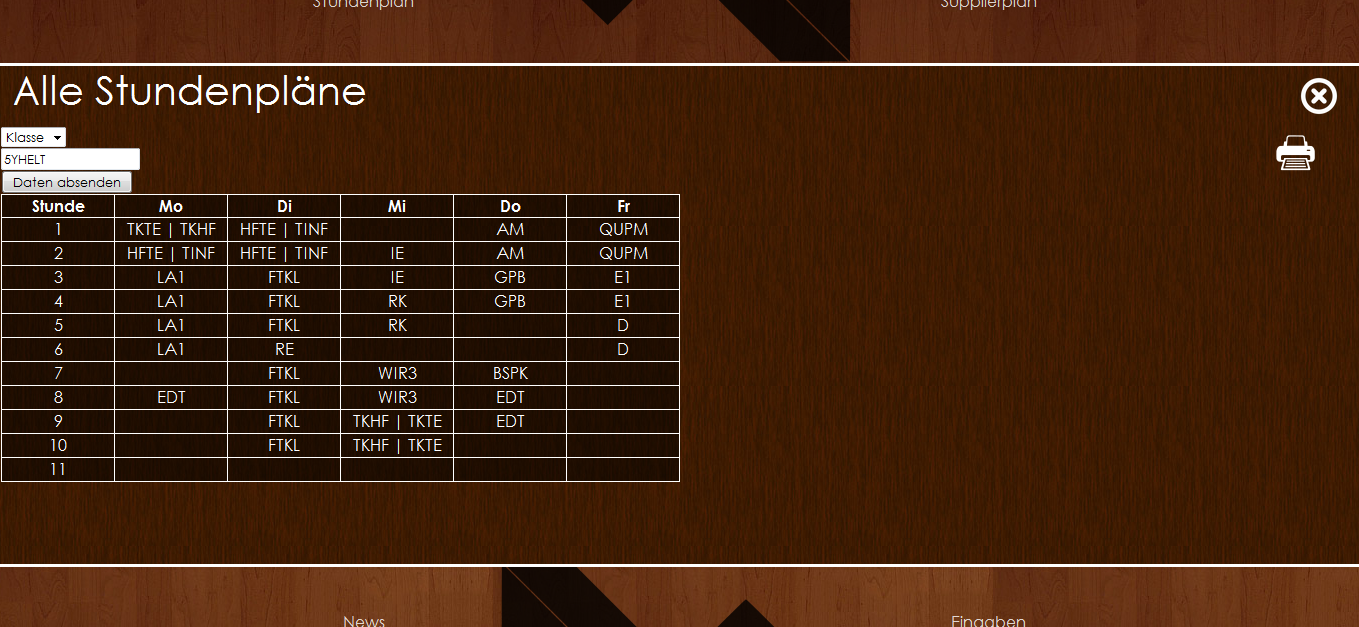 Stundenplan Supplierplan
Alle Stundenpläne
Klasse
5YHELT
Daten absenden
Stunde Mo Di Mi Do Fr
1 TKTE | TKHF HFTE | TINF AM QUPM
2 HFTE | TINF HFTE | TINF IE AM QUPM
3 LA1 FTKL IE GPB E1
4 LA1 FTKL RK GPB E1
5 LA1 FTKL RK D
6 LA1 RE D
7 FTKL WIR3 BSPK
8 EDT FTKL WIR3 EDT
9 FTKL TKHF | TKTE EDT
10 FTKL TKHF | TKTE
11
News Eingaben